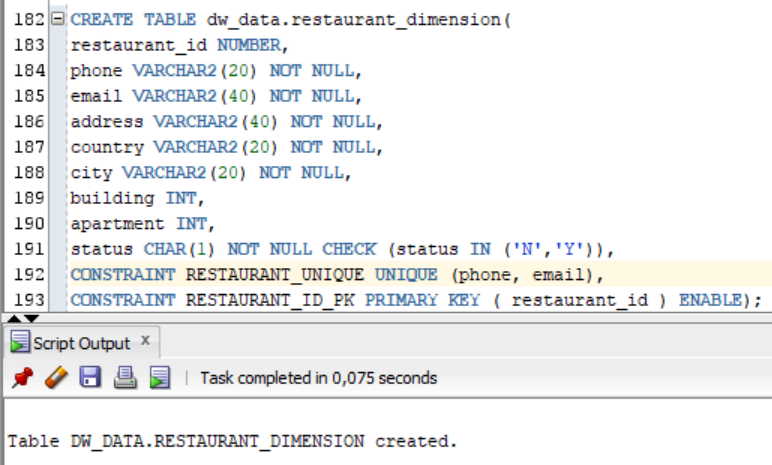 182 CREATE TABLE dw_data.restaurant_dimension(
183 restaurant_id NUMBER,
184 phone VARCHAR2(20) NOT NULL,
185 email VARCHAR2(40) NOT NULL,
186 address VARCHAR2(40) NOT NULL,
187 country VARCHAR2(20) NOT NULL,
188 city VARCHAR2(20) NOT NULL,
189 building INT,
190 apartment INT,
191 status CHAR(1) NOT NULL CHECK (status IN ('N','Y')),
192 CONSTRAINT RESTAURANT_UNIQUE UNIQUE (phone, email),
193 CONSTRAINT RESTAURANT_ID_PK PRIMARY KEY ( restaurant_id ) ENABLE);
Script Output x
Task completed in 0,075 seconds
Table DW_DATA.RESTAURANT_DIMENSION created.